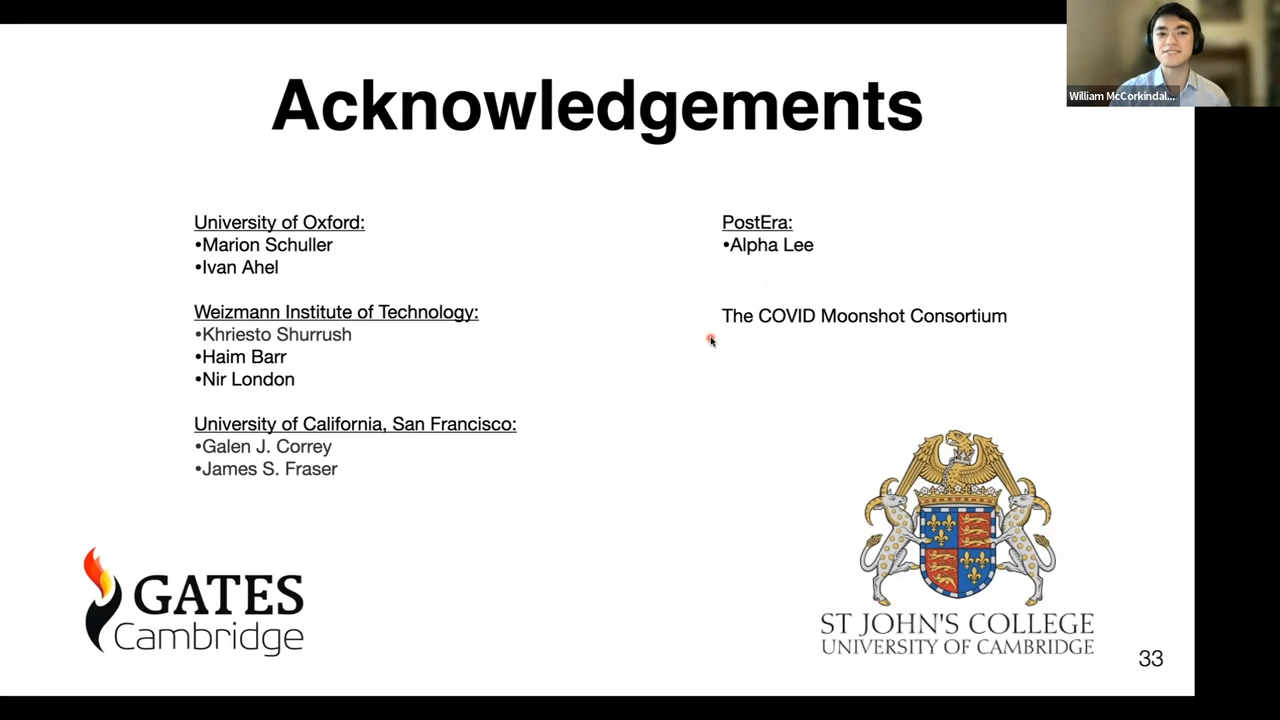 Acknowledgements
William McCorkindal...
University of Oxford:
•Marion Schuller
•Ivan Ahel
Weizmann Institute of Technology:
•Khriesto Shurrush
•Haim Barr
•Nir London
University of California, San Francisco:
•Galen J. Correy
•James S. Fraser
PostEra:
•Alpha Lee
The COVID Moonshot Consortium
GATES
Cambridge
ST JOHN'S COLLEGE
UNIVERSITY OF CAMBRIDGE
33